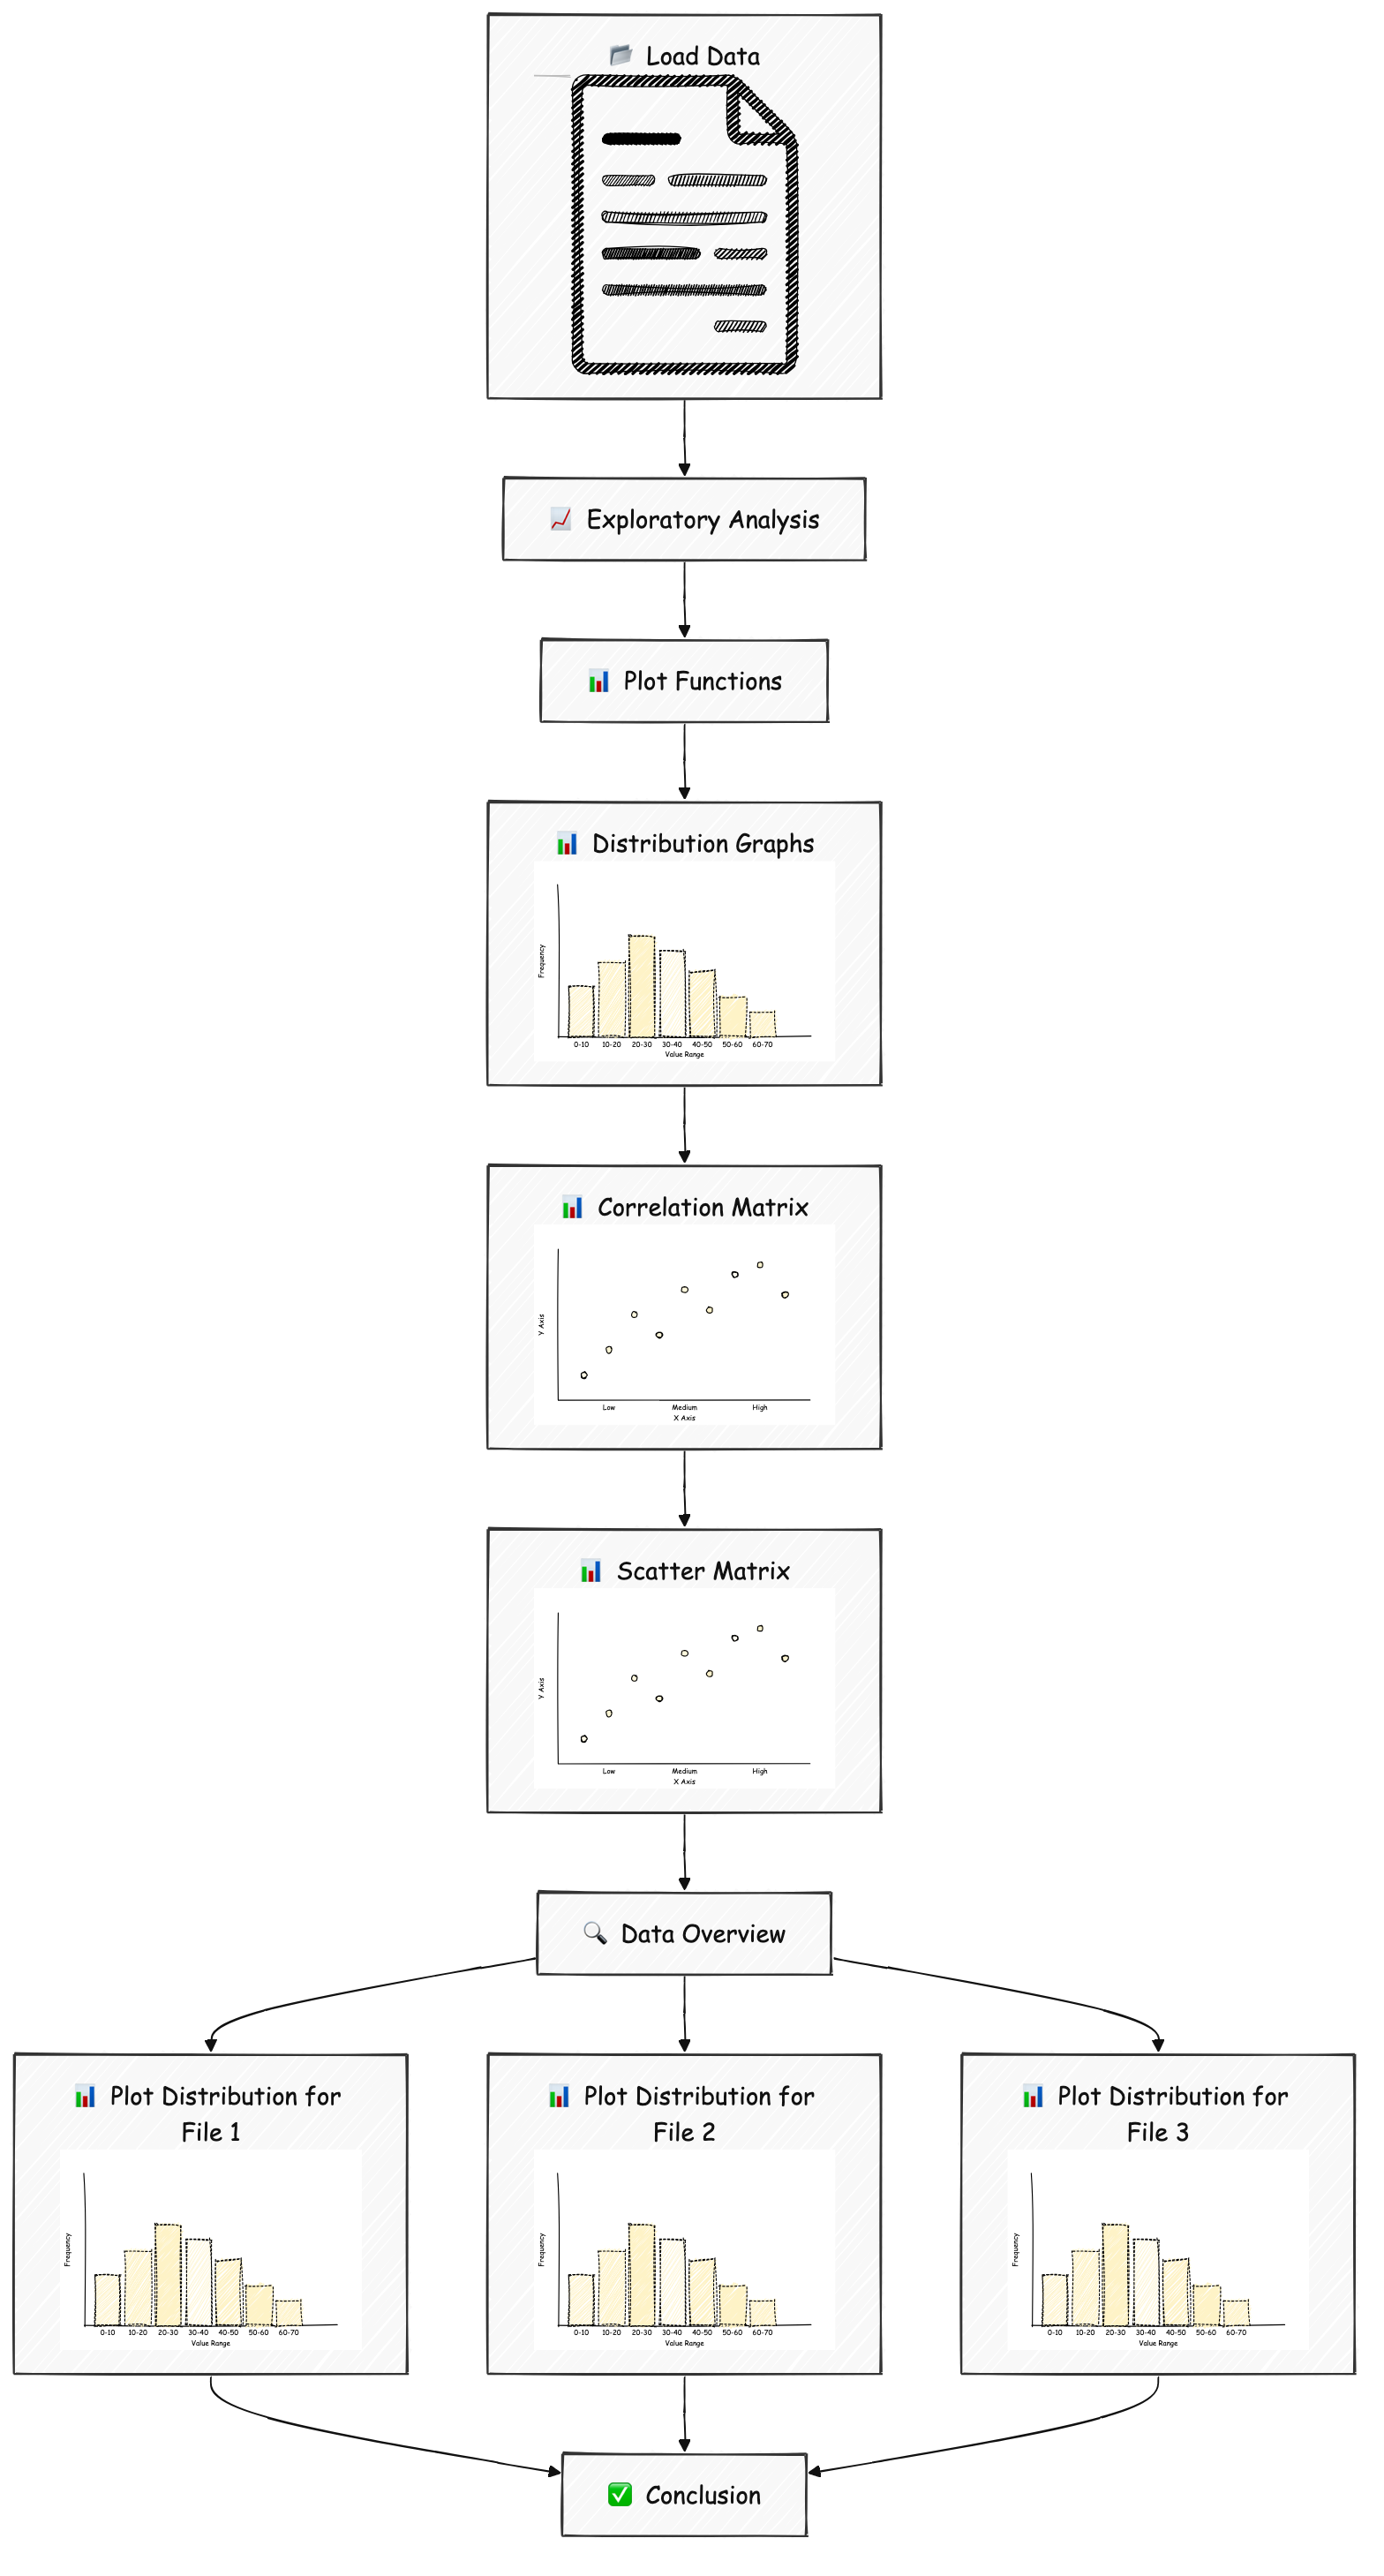 Load Data
Exploratory Analysis
Plot Functions
Distribution Graphs
Frequency
0-10 10-20 20-30 30-40 40-50 50-60 60-70
Value Range
Correlation Matrix
Y Axis
Low Medium High
X Axis
Scatter Matrix
Y Axis
Low Medium High
X Axis
Data Overview
Plot Distribution for
File 1
Frequency
0-10 10-20 20-30 30-40 40-50 50-60 60-70
Value Range
Plot Distribution for
File 2
Frequency
0-10 10-20 20-30 30-40 40-50 50-60 60-70
Value Range
Plot Distribution for
File 3
Frequency
0-10 10-20 20-30 30-40 40-50 50-60 60-70
Value Range
Conclusion